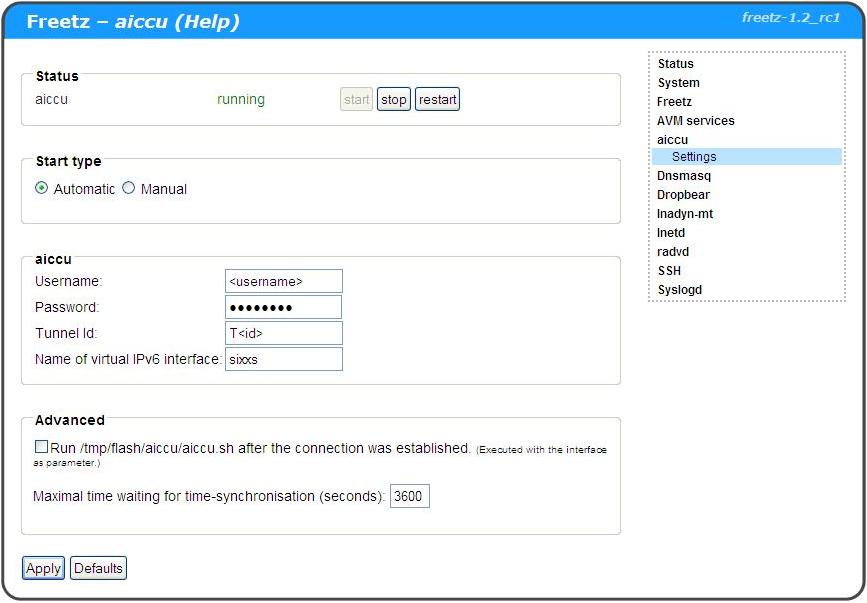 Freetz – aiccu (Help)
freetz-1.2_rc1
Status
aiccu running start stop restart
Start type
Automatic Manual
aiccu
Username: <username>
Password: ●●●●●●●●
Tunnel Id: T<id>
Name of virtual IPv6 interface: sixxs
Advanced
Run /tmp/flash/aiccu/aiccu.sh after the connection was established. (Executed with the interface
as parameter.)
Maximal time waiting for time-synchronisation (seconds): 3600
Apply Defaults
Status
System
Freetz
AVM services
aiccu
Settings
Dnsmasq
Dropbear
Inadyn-mt
Inetd
radvd
SSH
Syslogd